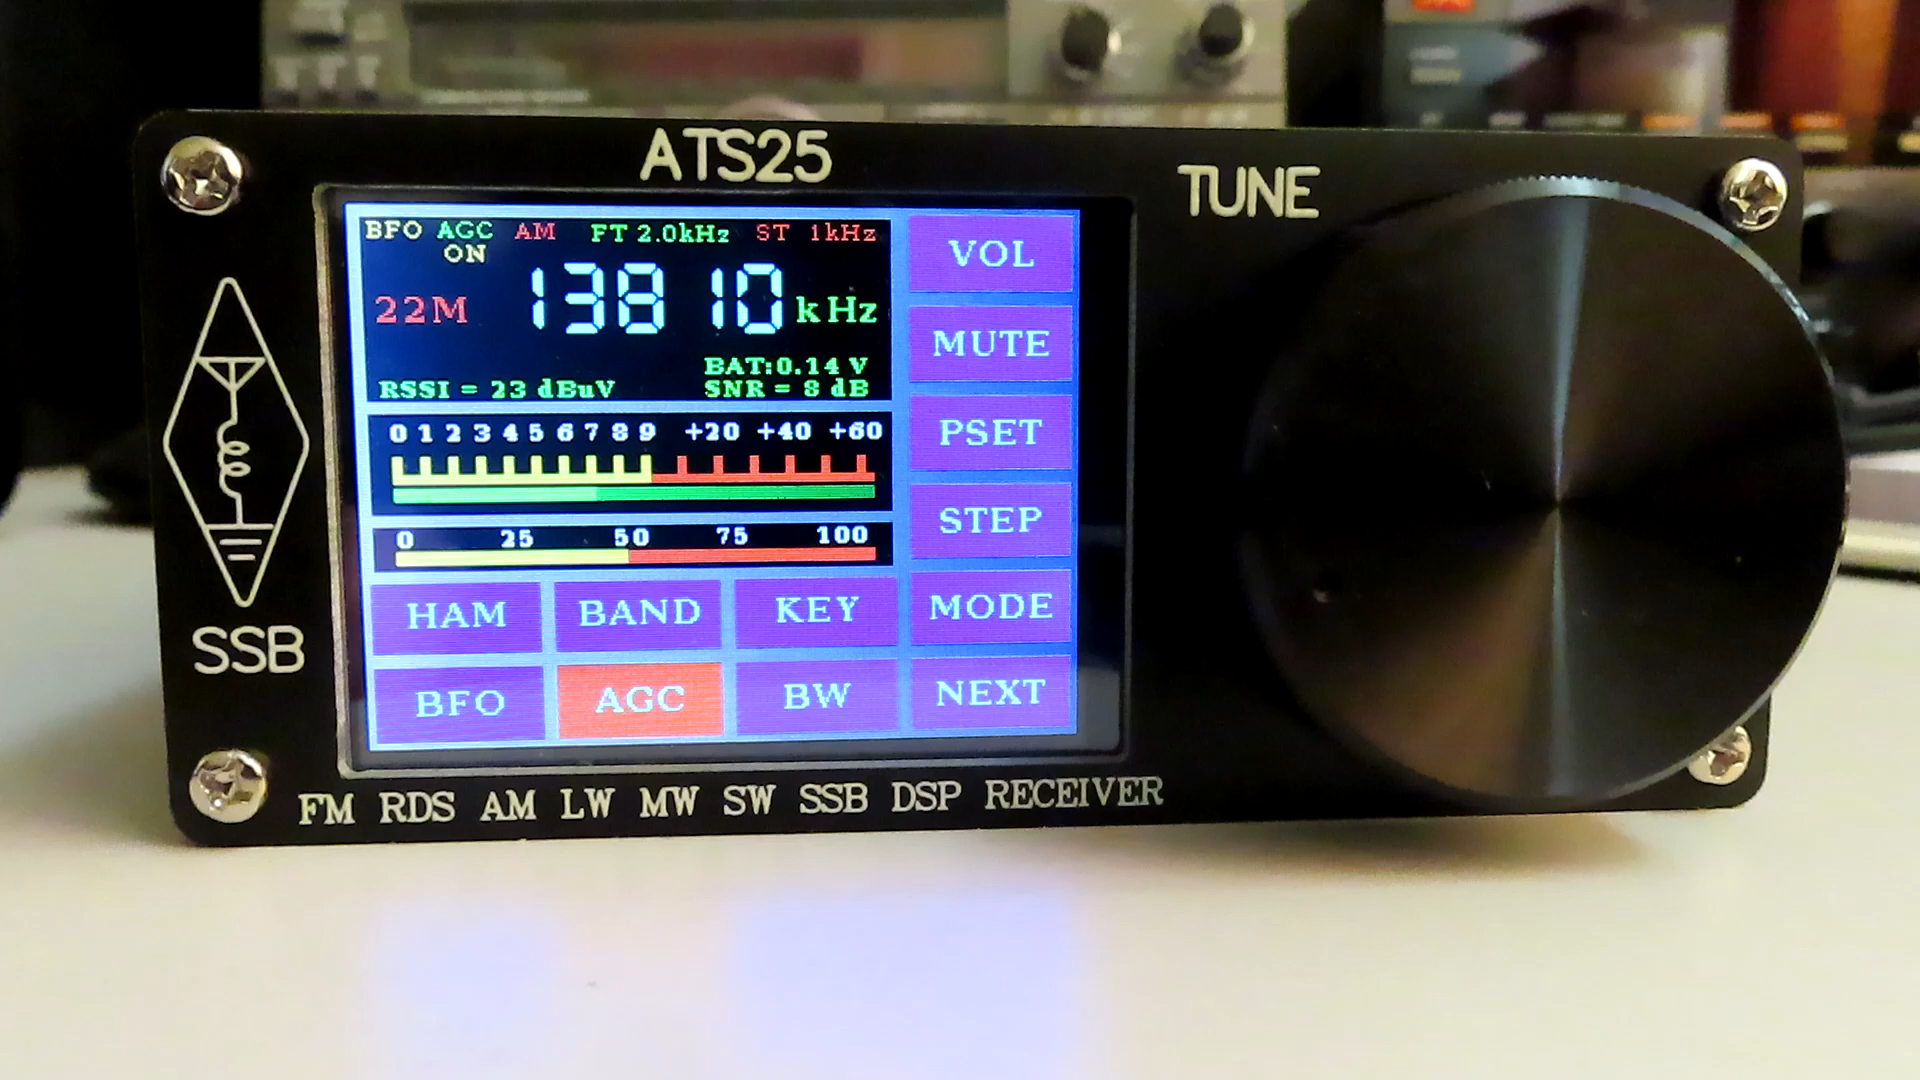 ATS25
TUNE
BFO AGC AM FT 2.0kHz ST 1kHz
ON
22M 13810 kHz
BAT:0.14 V
RSSI = 23 dBuV SNR = 8 dB
0 1 2 3 4 5 6 7 8 9 +20 +40 +60
0 25 50 75 100
VOL
MUTE
PSET
STEP
HAM BAND KEY MODE
BFO AGC BW NEXT
SSB
FM RDS AM LW MW SW SSB DSP RECEIVER